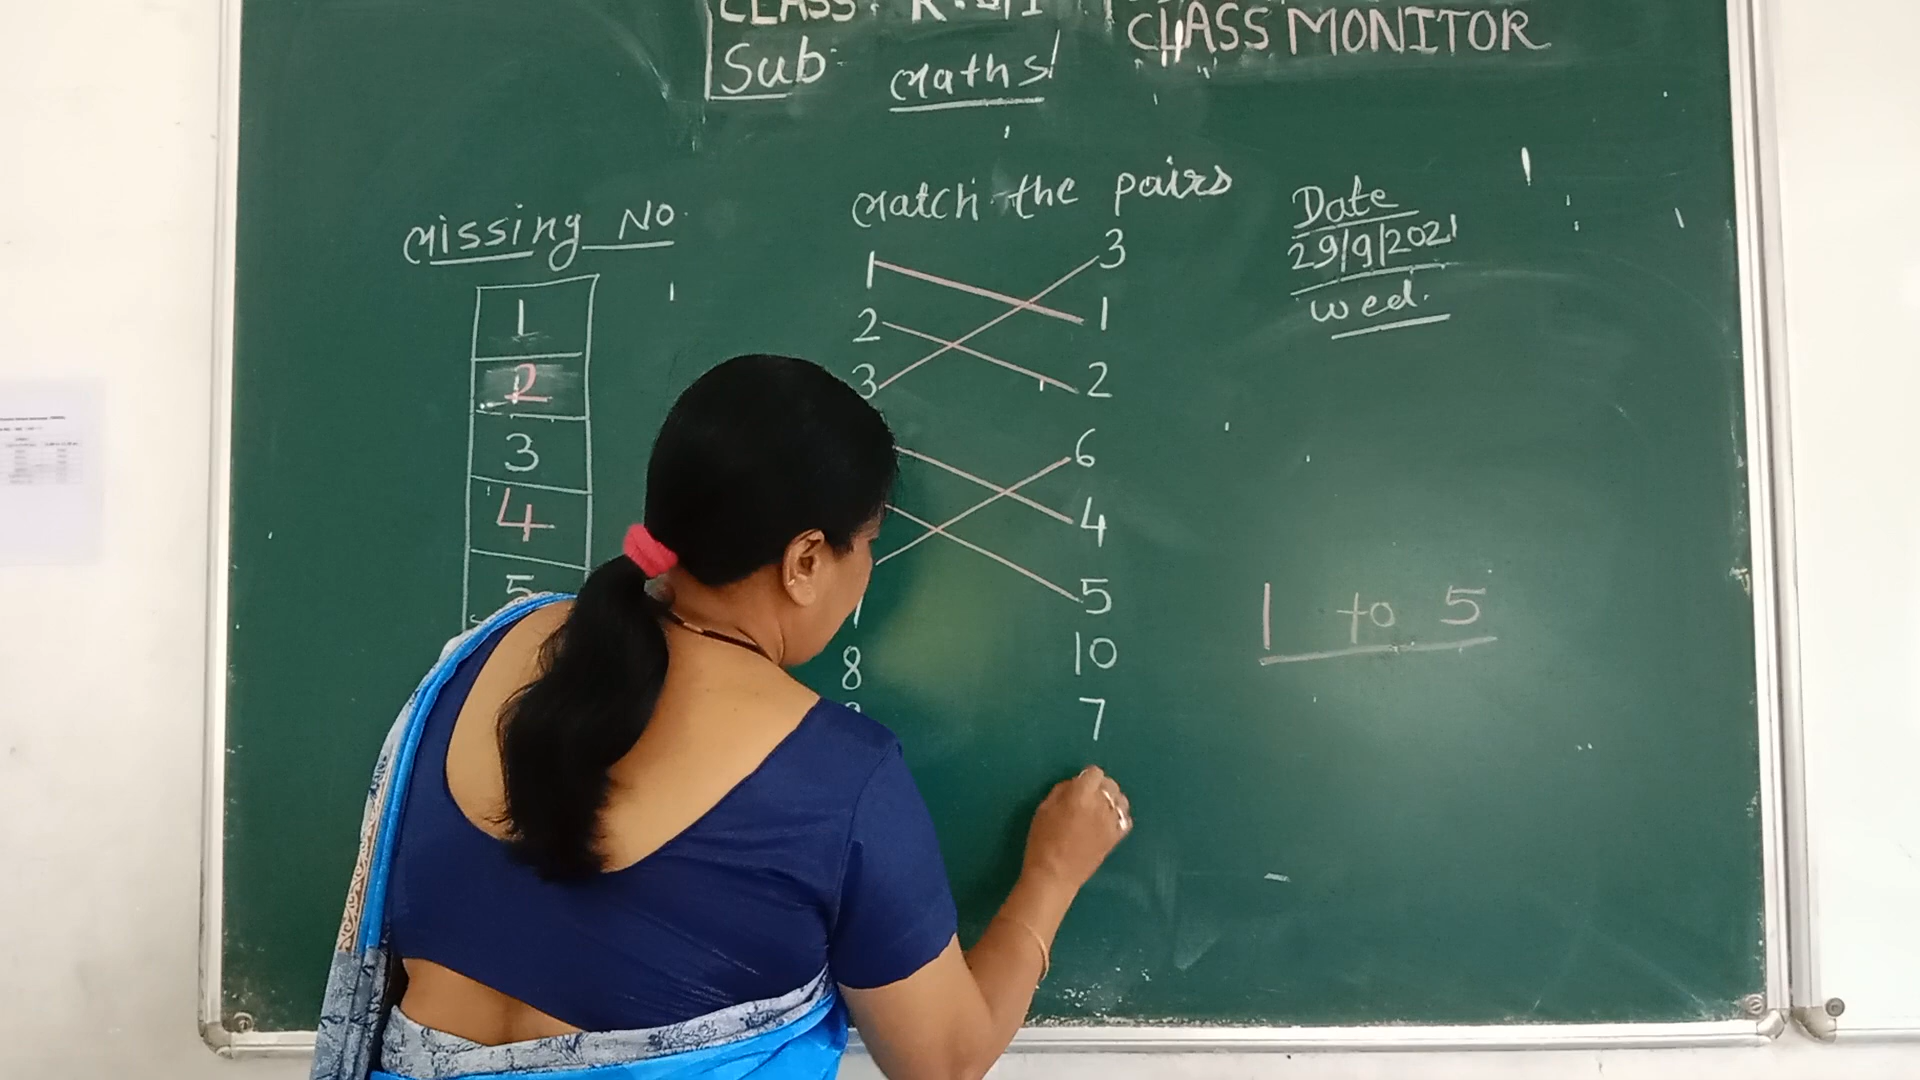 CLASS
Sub: Maths
CLASS MONITOR
Missing No.
1
2
3
4
5
Match the pairs
1 3
2 1
3 2
6
4
5
8 10
7
Date
29/9/2021
Wed.
1 to 5